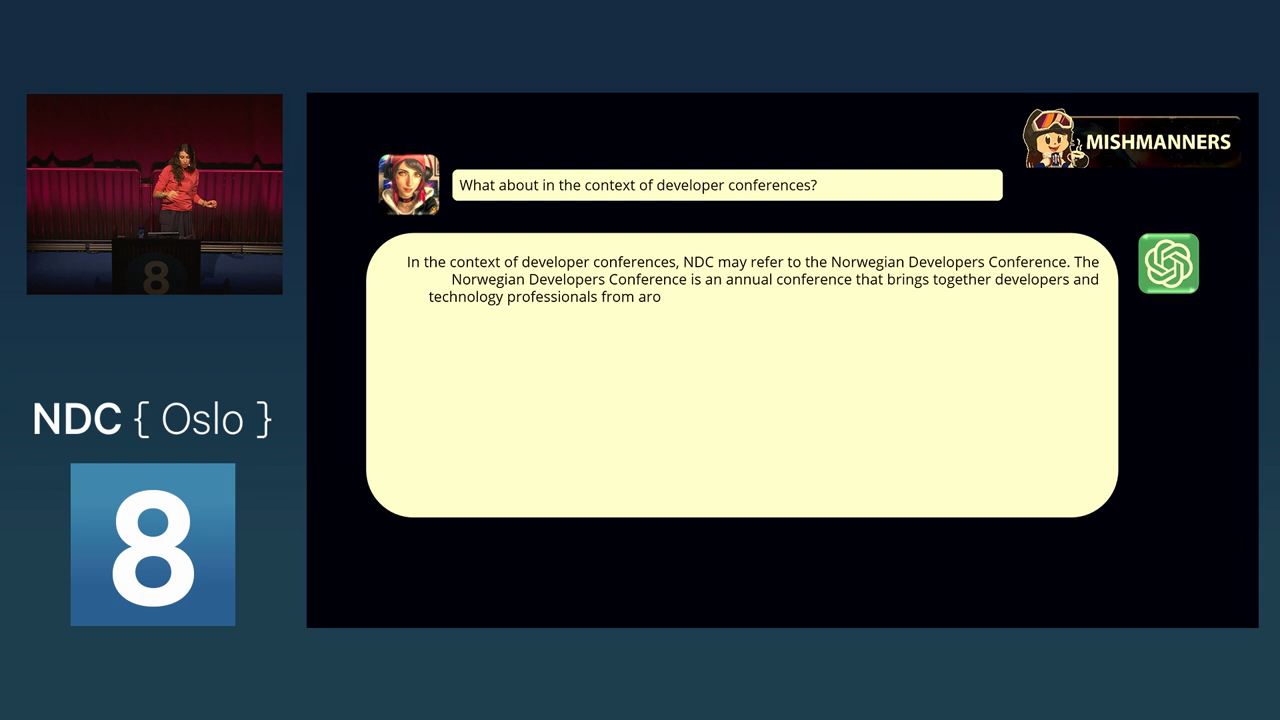 MISHMANNERS
What about in the context of developer conferences?
In the context of developer conferences, NDC may refer to the Norwegian Developers Conference. The
Norwegian Developers Conference is an annual conference that brings together developers and
technology professionals from aro
8
NDC { Oslo }
8